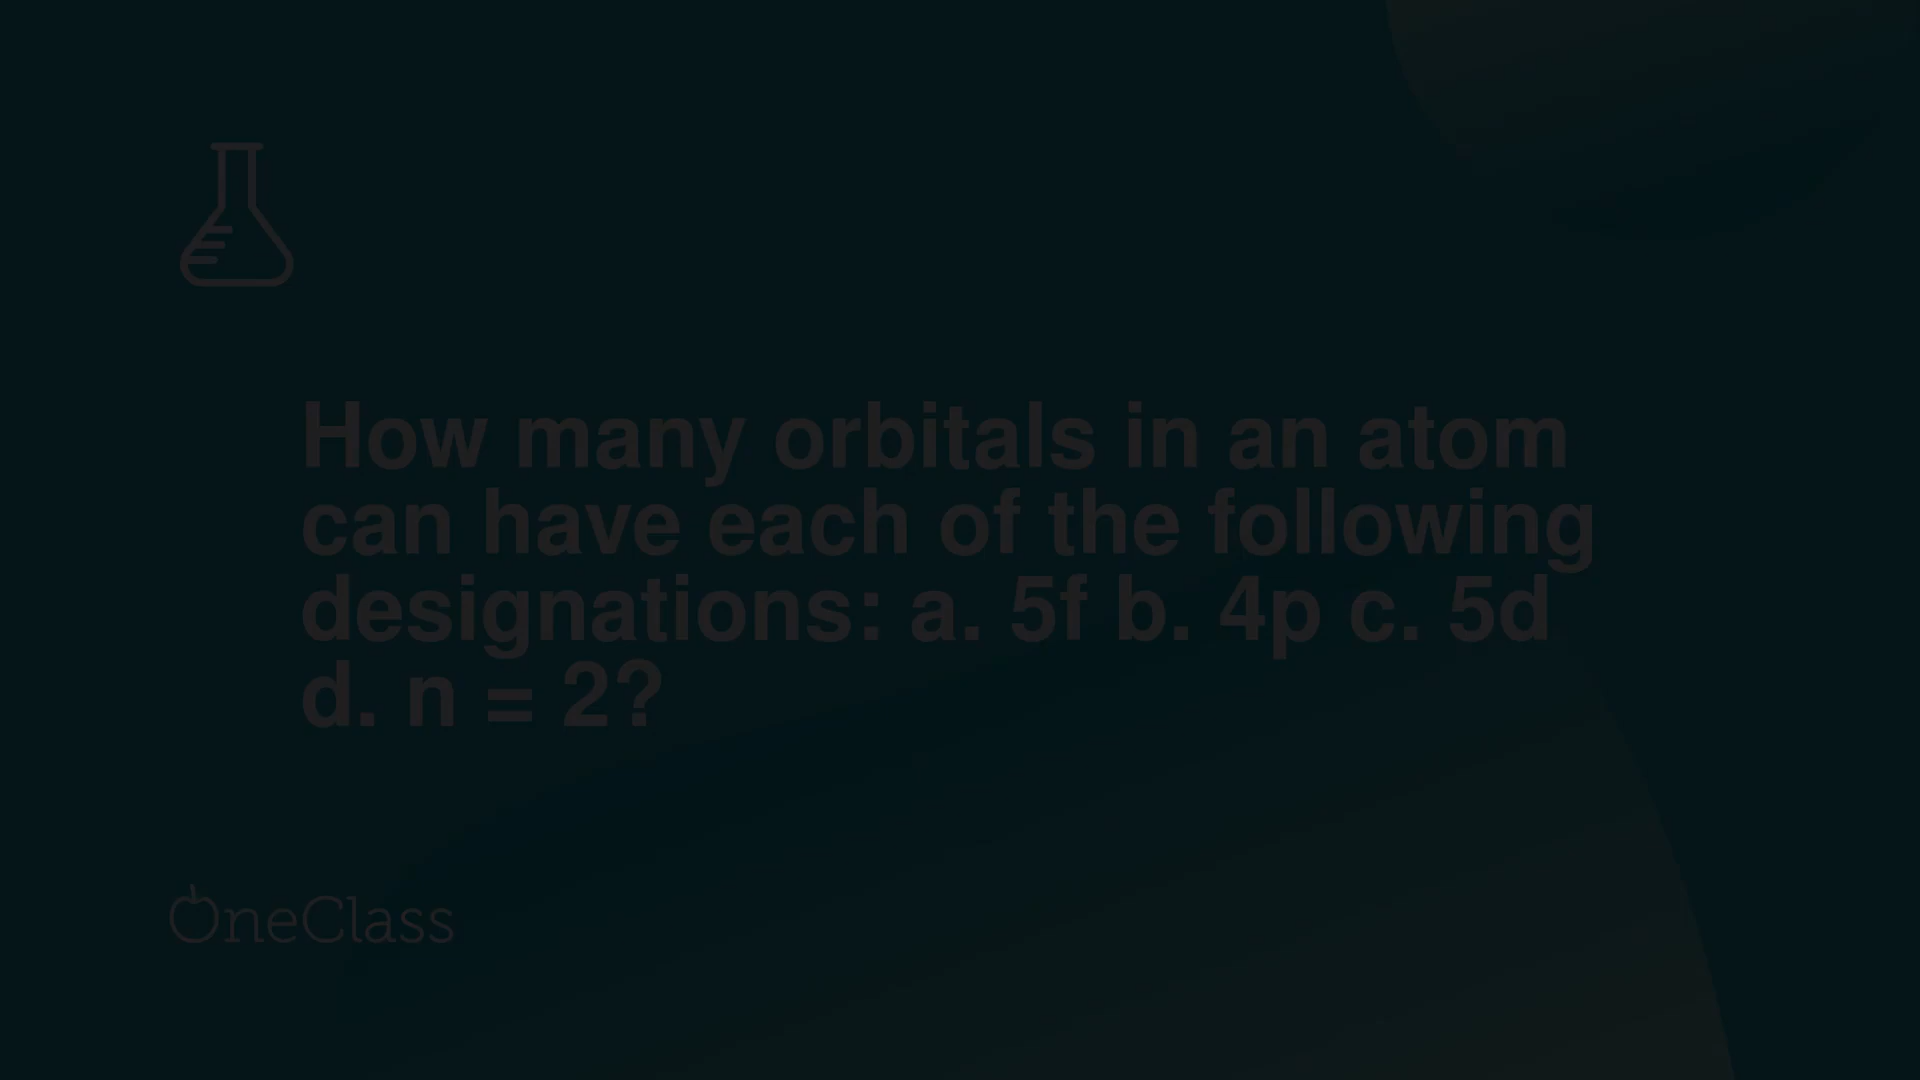 How many orbitals in an atom
can have each of the following
designations: a. 5f b. 4p c. 5d
d. n = 2?
OneClass